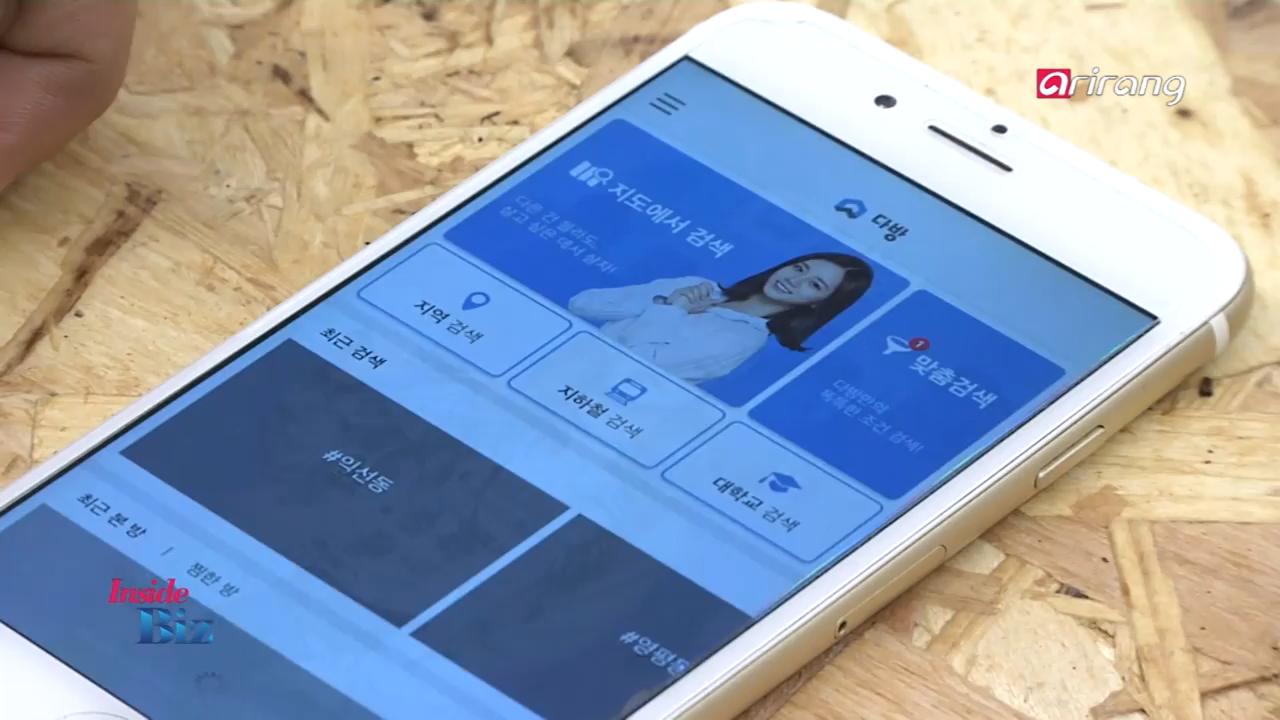 arirang
다방
지도에서 검색
다른 건 몰라도,
살고 싶은 데서 살자!
1
맞춤검색
다방만의
똑똑한 조건 검색!
지역 검색
지하철 검색
대학교 검색
최근 검색
#익선동
#영평동
최근 본 방 | 찜한 방
Inside
Biz